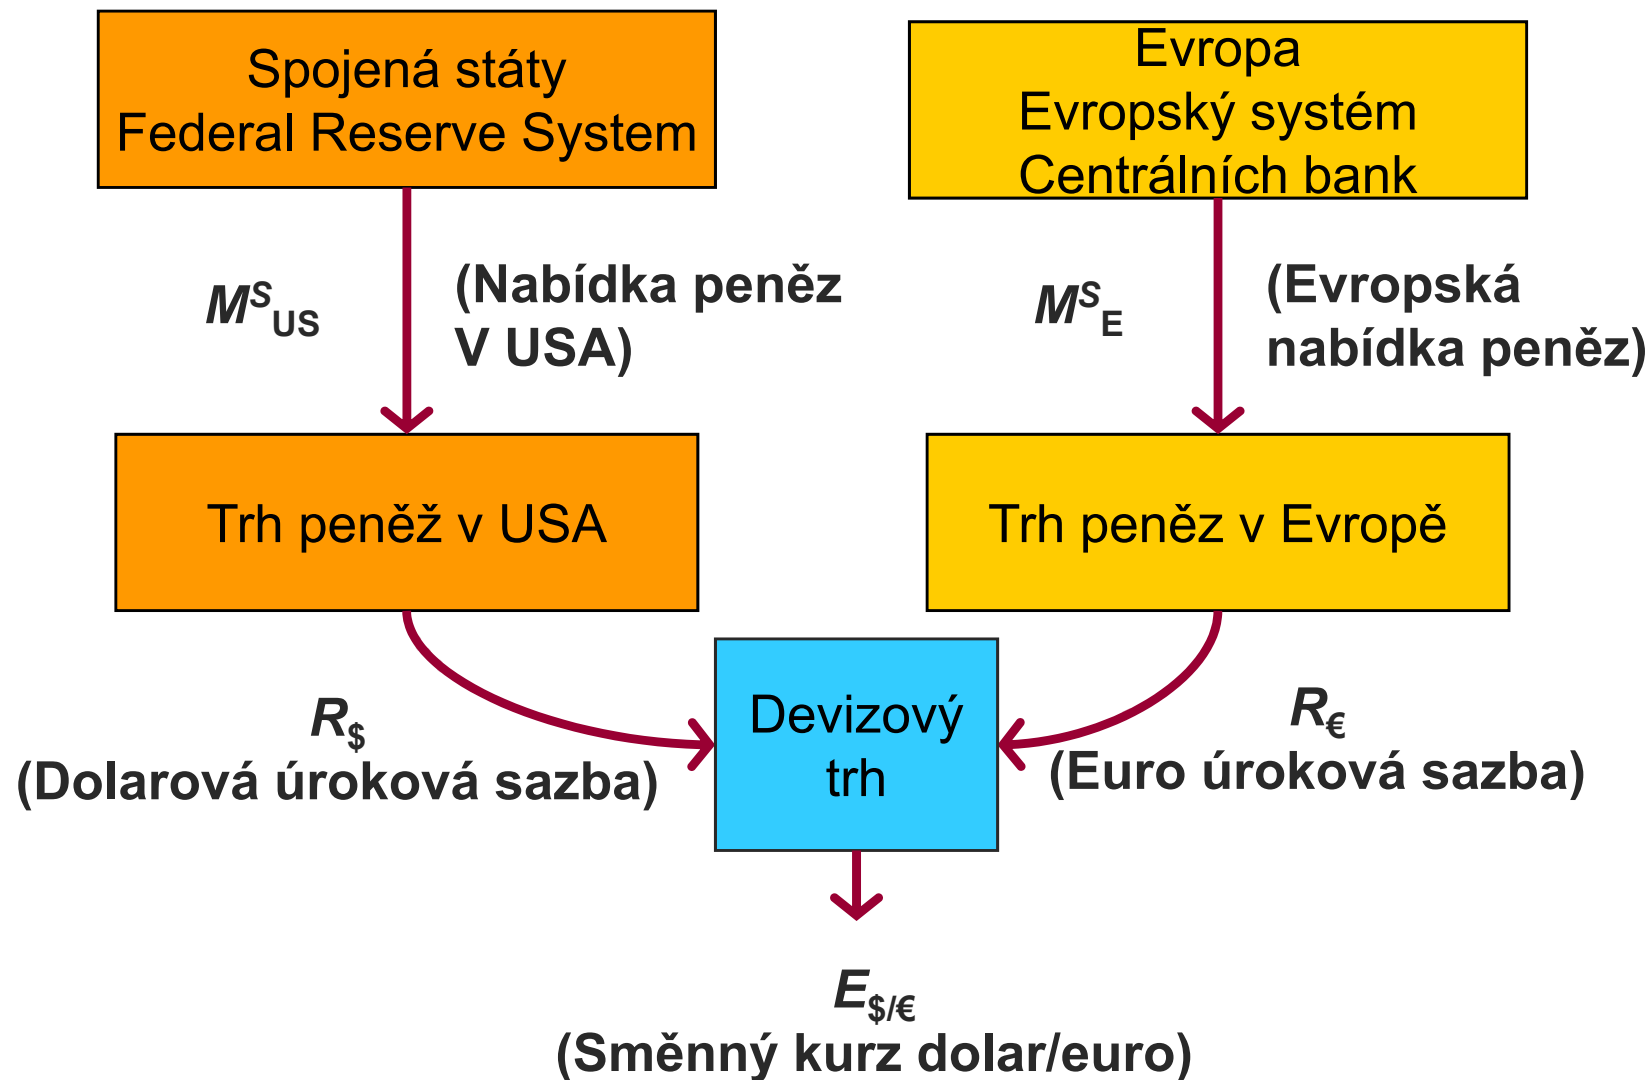 Spojená státy
Federal Reserve System
Evropa
Evropský systém
Centrálních bank
M^S_US
(Nabídka peněz
V USA)
M^S_E
(Evropská
nabídka peněz)
Trh peněž v USA
Trh peněz v Evropě
R_$
(Dolarová úroková sazba)
Devizový
trh
R_€
(Euro úroková sazba)
E_$/€
(Směnný kurz dolar/euro)